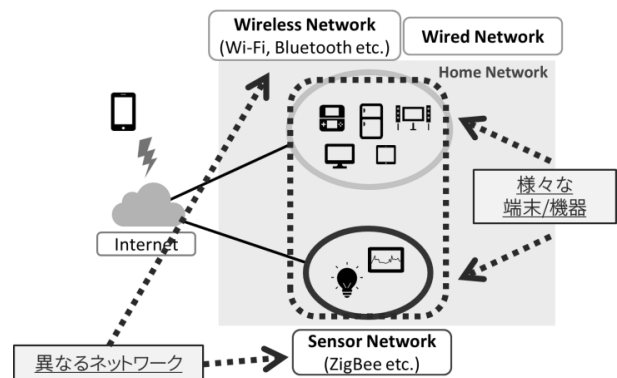 Wireless Network
(Wi-Fi, Bluetooth etc.)
Wired Network
Home Network
様々な
端末/機器
Internet
異なるネットワーク
Sensor Network
(ZigBee etc.)